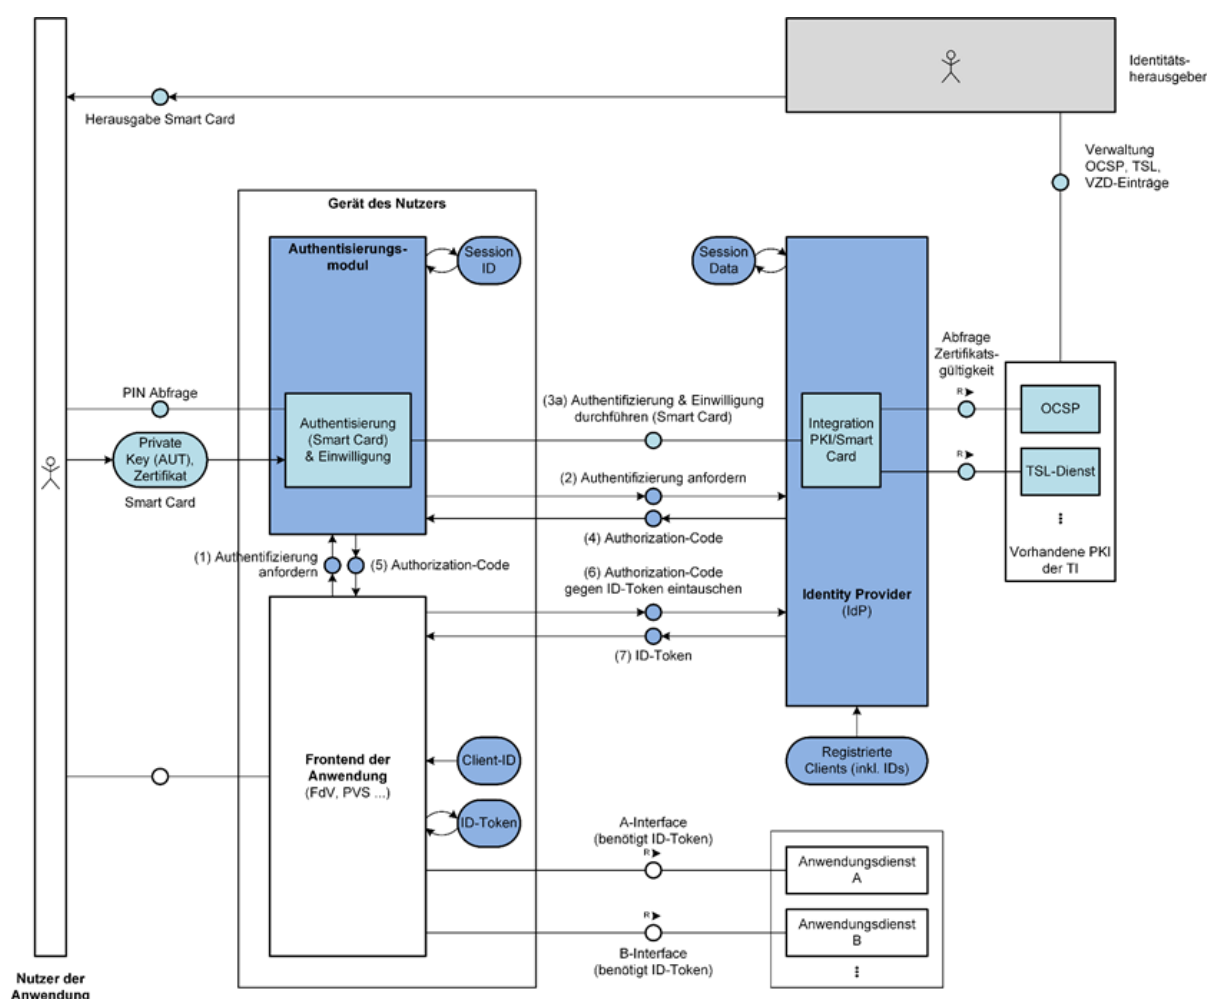 Identitäts-
herausgeber
Herausgabe Smart Card
Verwaltung
OCSP, TSL,
VZD-Einträge
Gerät des Nutzers
Authentisierungs-
modul
Session
ID
Session
Data
Abfrage
Zertifikats-
gültigkeit
PIN Abfrage
R
OCSP
Authentisierung
(Smart Card)
& Einwilligung
(3a) Authentifizierung & Einwilligung
durchführen (Smart Card)
Integration
PKI/Smart
Card
Private
Key (AUT),
Zertifikat
Smart Card
R
TSL-Dienst
(2) Authentifizierung anfordern
(4) Authorization-Code
Vorhandene PKI
der TI
(1) Authentifizierung
anfordern
(5) Authorization-Code
(6) Authorization-Code
gegen ID-Token eintauschen
Identity Provider
(IdP)
(7) ID-Token
Registrierte
Clients (inkl. IDs)
Frontend der
Anwendung
(FdV, PVS ...)
Client-ID
ID-Token
A-Interface
(benötigt ID-Token)
R
Anwendungsdienst
A
R
Anwendungsdienst
B
B-Interface
(benötigt ID-Token)
Nutzer der
Anwendung